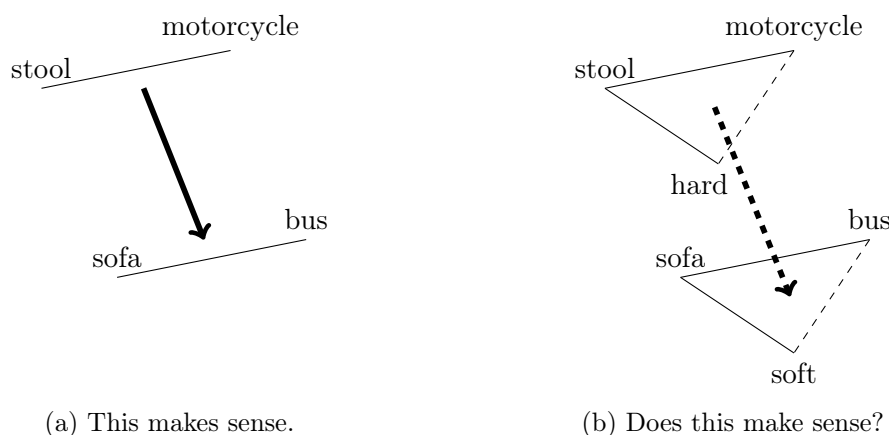 motorcycle
stool
bus
sofa
(a) This makes sense.
motorcycle
stool
hard
bus
sofa
soft
(b) Does this make sense?